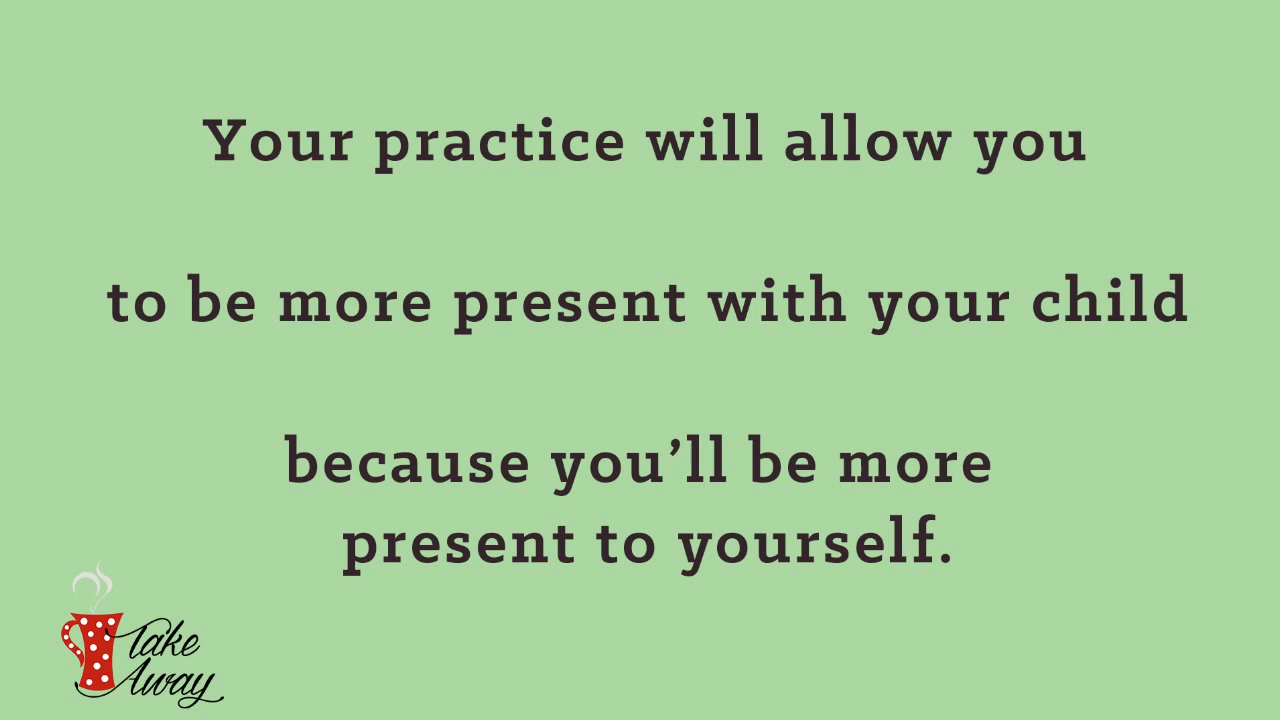 Your practice will allow you
to be more present with your child
because you’ll be more
present to yourself.
Take
Away